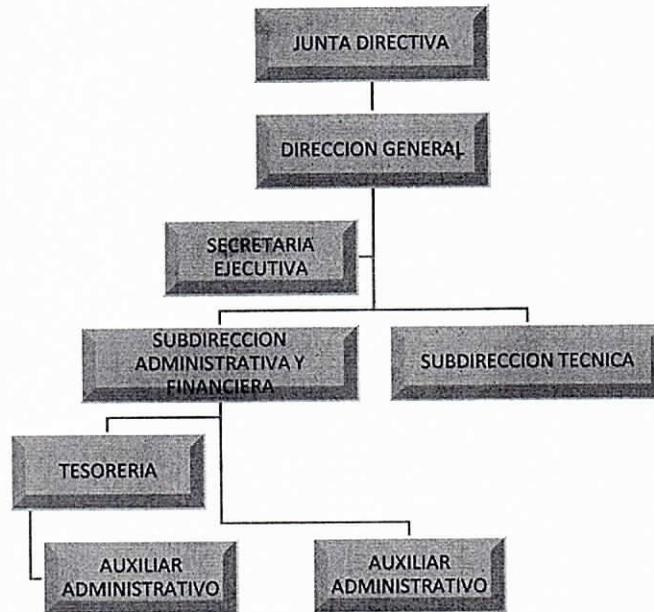 JUNTA DIRECTIVA
DIRECCION GENERAL
SECRETARIA
EJECUTIVA
SUBDIRECCION
ADMINISTRATIVA Y
FINANCIERA
SUBDIRECCION TECNICA
TESORERIA
AUXILIAR
ADMINISTRATIVO
AUXILIAR
ADMINISTRATIVO